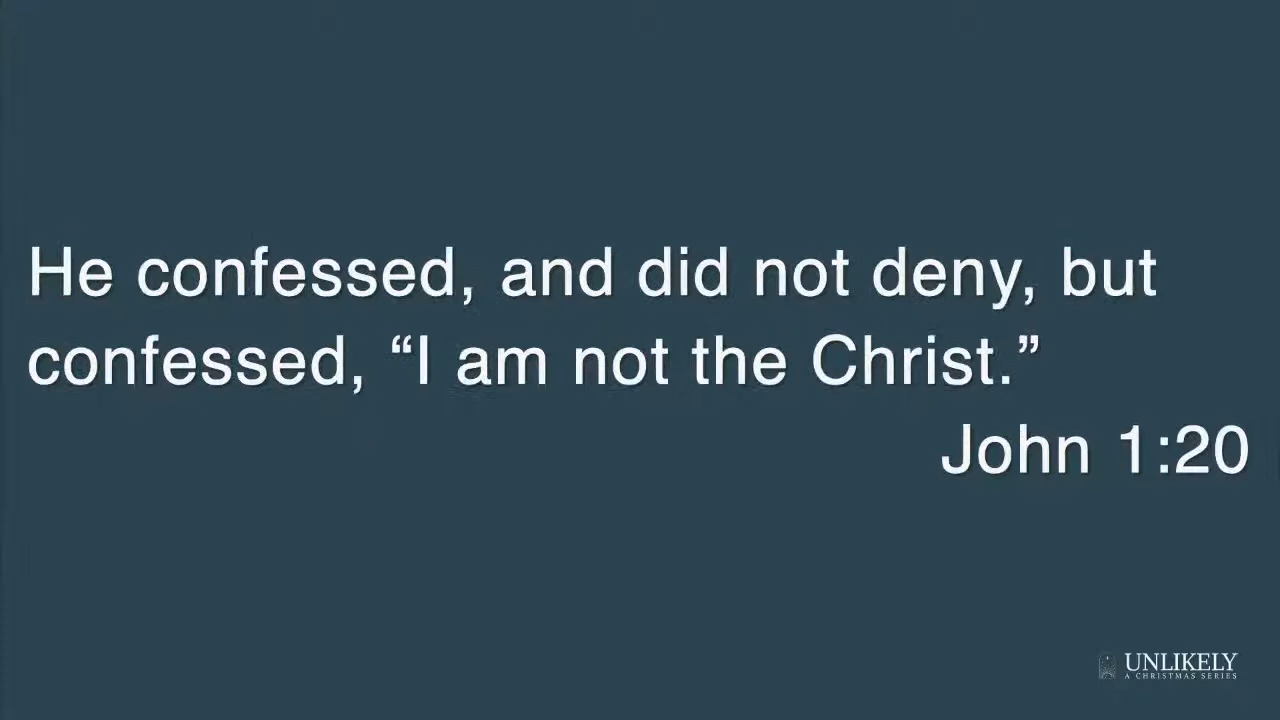 He confessed, and did not deny, but
confessed, “I am not the Christ.”
John 1:20
UNLIKELY
A CHRISTMAS SERIES